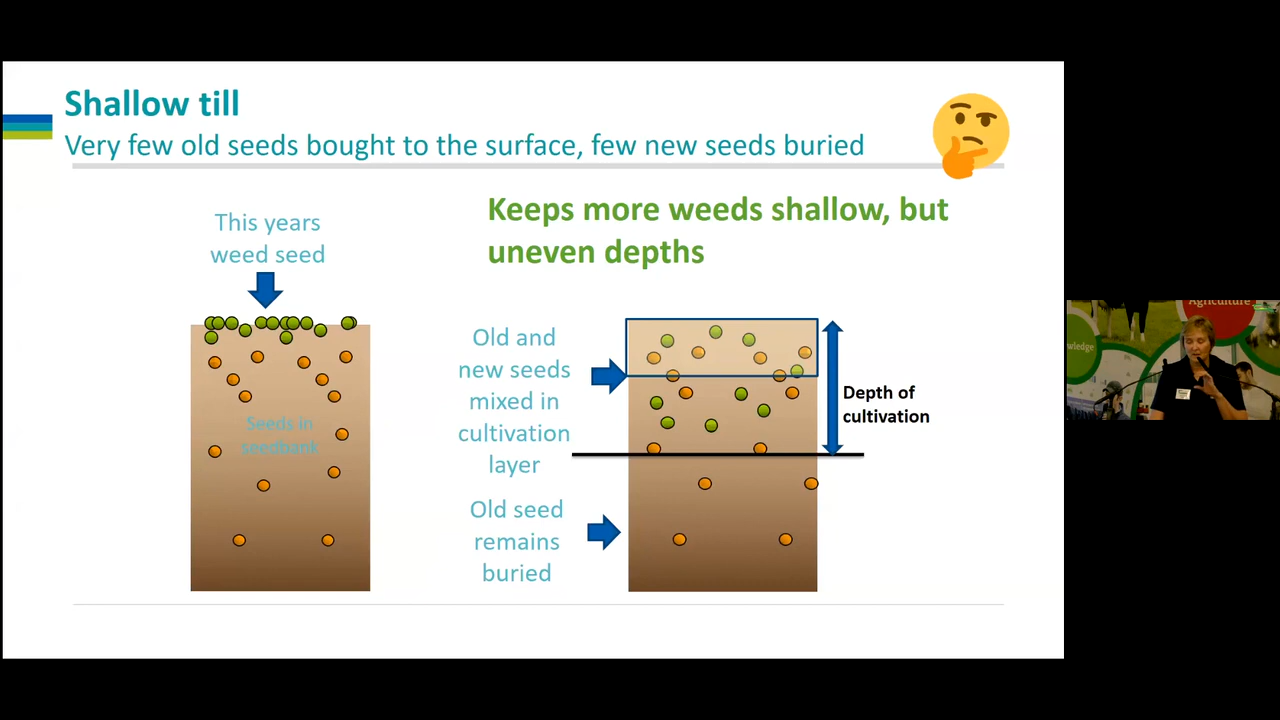 Shallow till
Very few old seeds bought to the surface, few new seeds buried
This years
weed seed
Keeps more weeds shallow, but
uneven depths
Seeds in
seedbank
Old and
new seeds
mixed in
cultivation
layer
Depth of
cultivation
Old seed
remains
buried
Agriculture